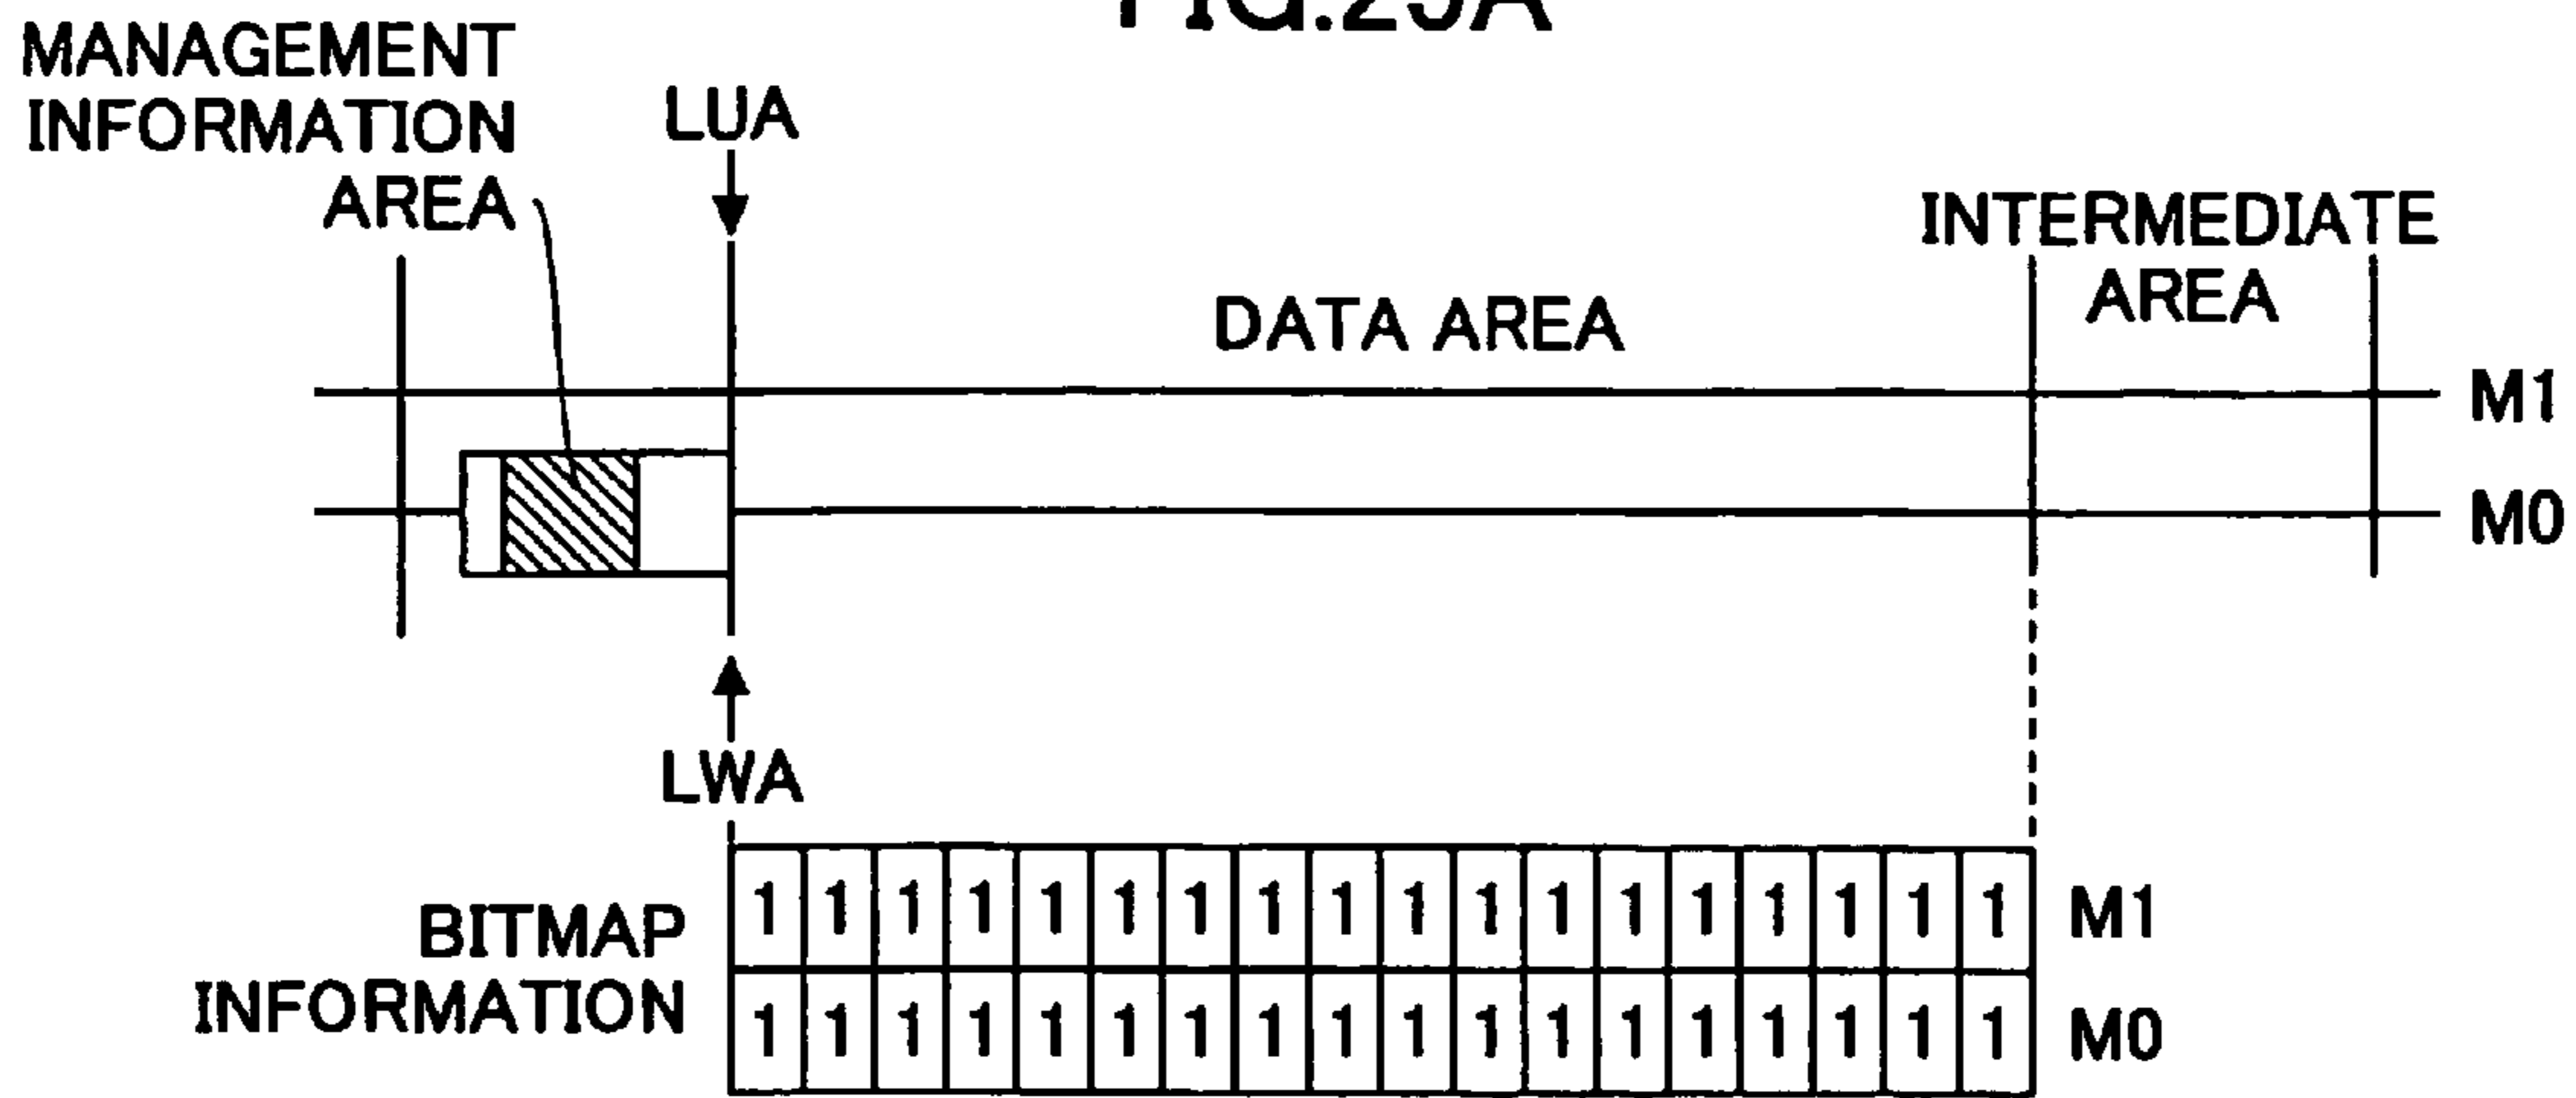 MANAGEMENT
INFORMATION
AREA
LUA
INTERMEDIATE
AREA
DATA AREA
M1
M0
LWA
BITMAP
INFORMATION
1 1 1 1 1 1 1 1 1 1 1 1 1 1 1 1 1 1 M1
1 1 1 1 1 1 1 1 1 1 1 1 1 1 1 1 1 1 M0